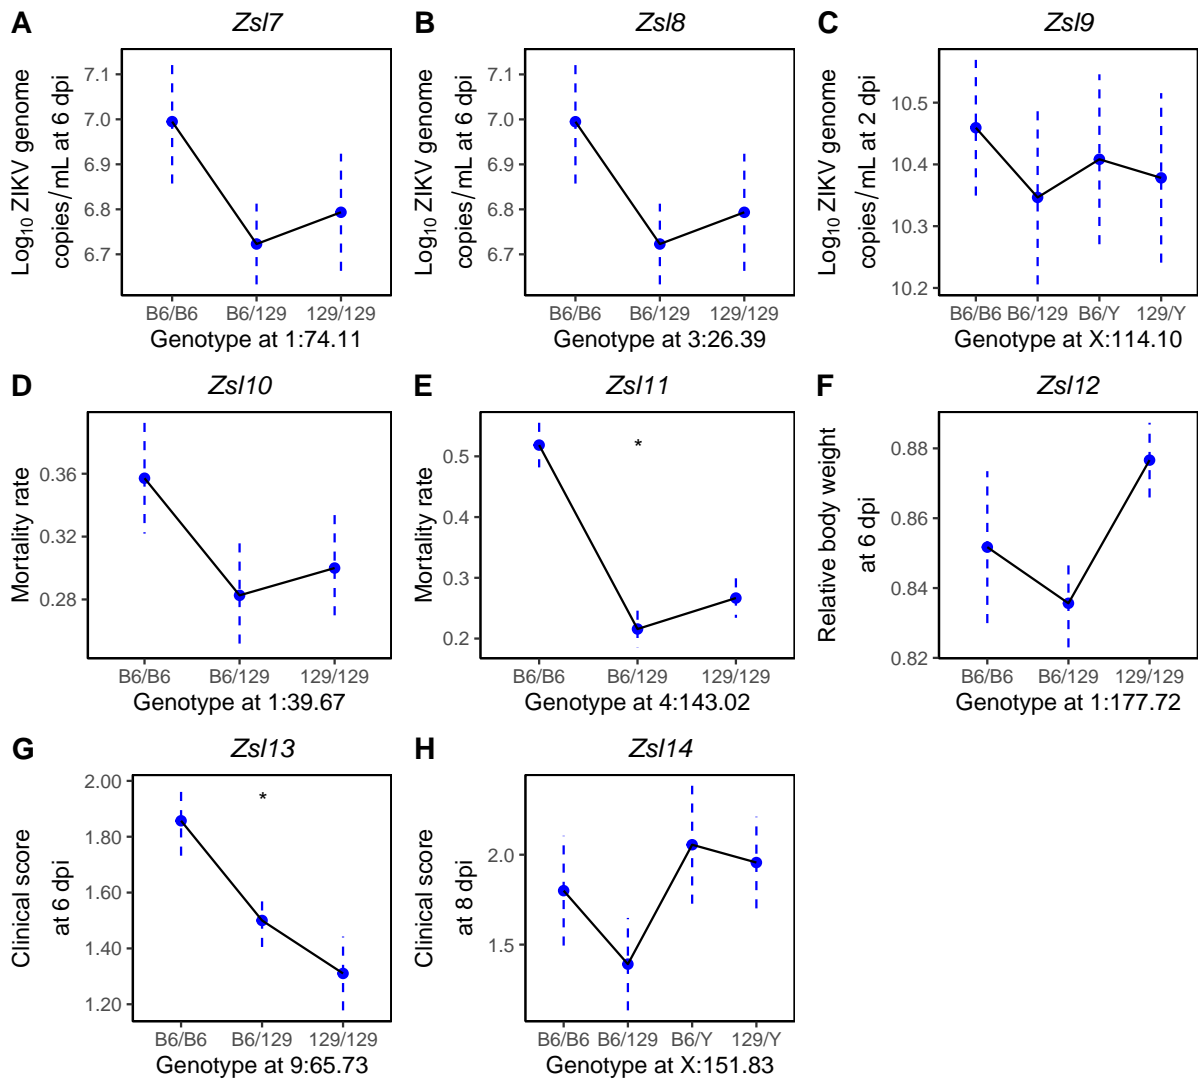 A
Zsl7
Log10 ZIKV genome
copies/mL at 6 dpi
7.1
7.0
6.9
6.8
6.7
B6/B6 B6/129 129/129
Genotype at 1:74.11
B
Zsl8
Log10 ZIKV genome
copies/mL at 6 dpi
7.1
7.0
6.9
6.8
6.7
B6/B6 B6/129 129/129
Genotype at 3:26.39
C
Zsl9
Log10 ZIKV genome
copies/mL at 2 dpi
10.5
10.4
10.3
10.2
B6/B6 B6/129 B6/Y 129/Y
Genotype at X:114.10
D
Zsl10
Mortality rate
0.36
0.32
0.28
B6/B6 B6/129 129/129
Genotype at 1:39.67
E
Zsl11
Mortality rate
0.5
0.4
0.3
0.2
*
B6/B6 B6/129 129/129
Genotype at 4:143.02
F
Zsl12
Relative body weight
at 6 dpi
0.88
0.86
0.84
0.82
B6/B6 B6/129 129/129
Genotype at 1:177.72
G
Zsl13
Clinical score
at 6 dpi
2.00
1.80
1.60
1.40
1.20
*
B6/B6 B6/129 129/129
Genotype at 9:65.73
H
Zsl14
Clinical score
at 8 dpi
2.0
1.5
B6/B6 B6/129 B6/Y 129/Y
Genotype at X:151.83